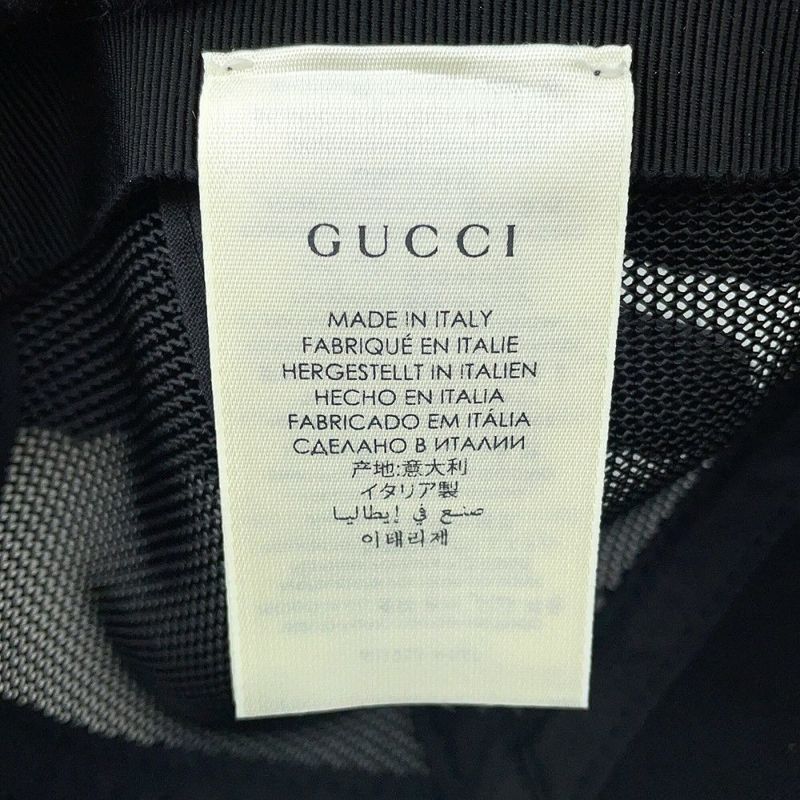 GUCCI
MADE IN ITALY
FABRIQUÉ EN ITALIE
HERGESTELLT IN ITALIEN
HECHO EN ITALIA
FABRICADO EM ITÁLIA
СДЕЛАНО В ИТАЛИИ
产地:意大利
イタリア製
صنع في إيطاليا
이태리제